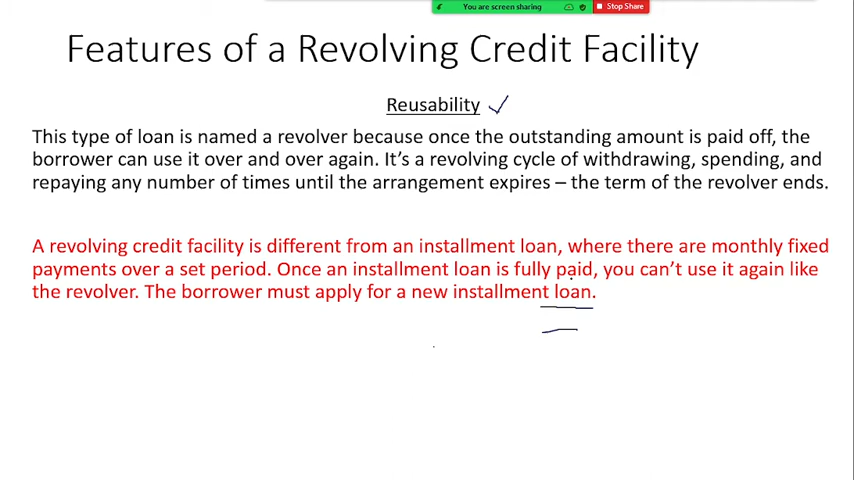 You are screen sharing Stop Share
Features of a Revolving Credit Facility
Reusability
This type of loan is named a revolver because once the outstanding amount is paid off, the
borrower can use it over and over again. It’s a revolving cycle of withdrawing, spending, and
repaying any number of times until the arrangement expires – the term of the revolver ends.
A revolving credit facility is different from an installment loan, where there are monthly fixed
payments over a set period. Once an installment loan is fully paid, you can’t use it again like
the revolver. The borrower must apply for a new installment loan.